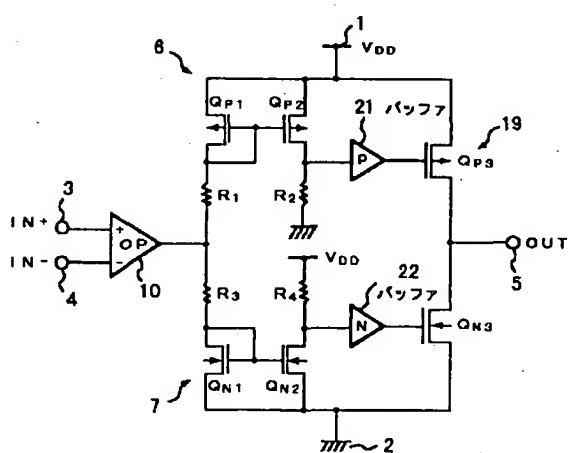 1
VDD
6
QP1
QP2
21 バッファ
19
P
QP3
3
R1
R2
IN+
+
OP
OUT
IN-
-
5
4
10
VDD
R3
R4
22
バッファ
N
QN3
QN1
QN2
7
2